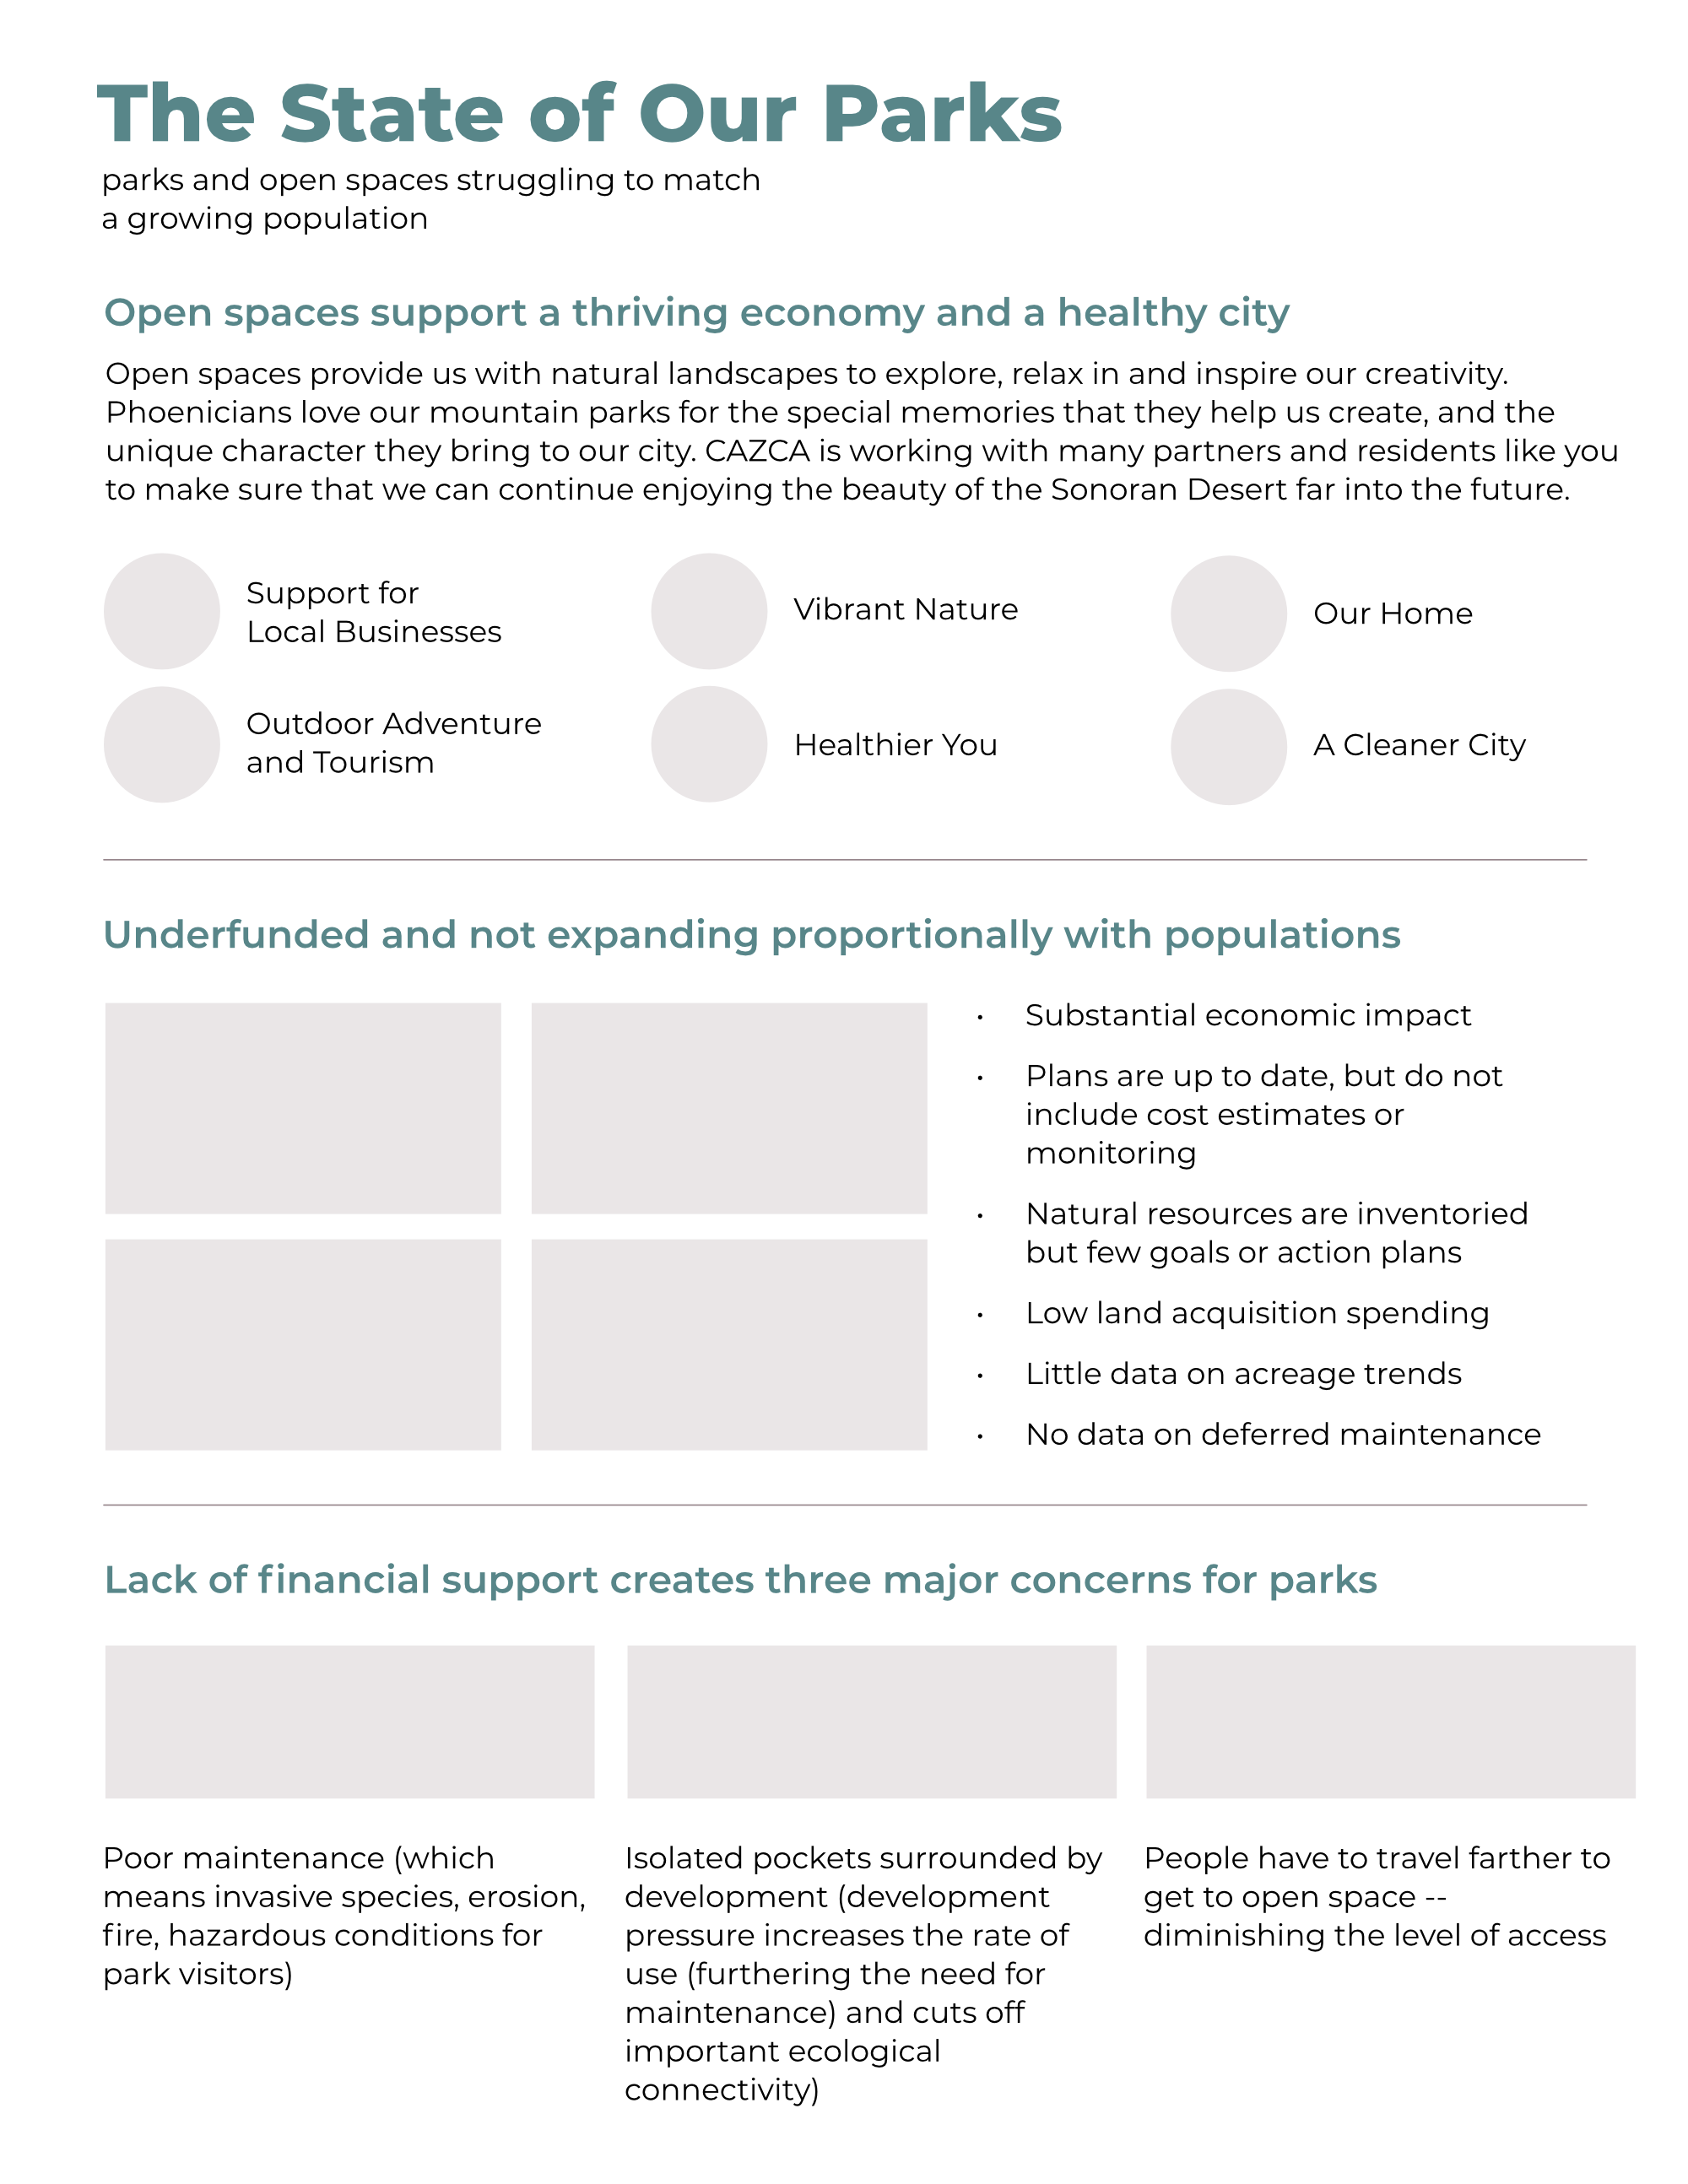 The State of Our Parks
parks and open spaces struggling to match
a growing population
Open spaces support a thriving economy and a healthy city
Open spaces provide us with natural landscapes to explore, relax in and inspire our creativity.
Phoenicians love our mountain parks for the special memories that they help us create, and the
unique character they bring to our city. CAZCA is working with many partners and residents like you
to make sure that we can continue enjoying the beauty of the Sonoran Desert far into the future.
Support for
Local Businesses
Vibrant Nature
Our Home
Outdoor Adventure
and Tourism
Healthier You
A Cleaner City
Underfunded and not expanding proportionally with populations
• Substantial economic impact
• Plans are up to date, but do not
include cost estimates or
monitoring
• Natural resources are inventoried
but few goals or action plans
• Low land acquisition spending
• Little data on acreage trends
• No data on deferred maintenance
Lack of financial support creates three major concerns for parks
Poor maintenance (which
means invasive species, erosion,
fire, hazardous conditions for
park visitors)
Isolated pockets surrounded by
development (development
pressure increases the rate of
use (furthering the need for
maintenance) and cuts off
important ecological
connectivity)
People have to travel farther to
get to open space --
diminishing the level of access